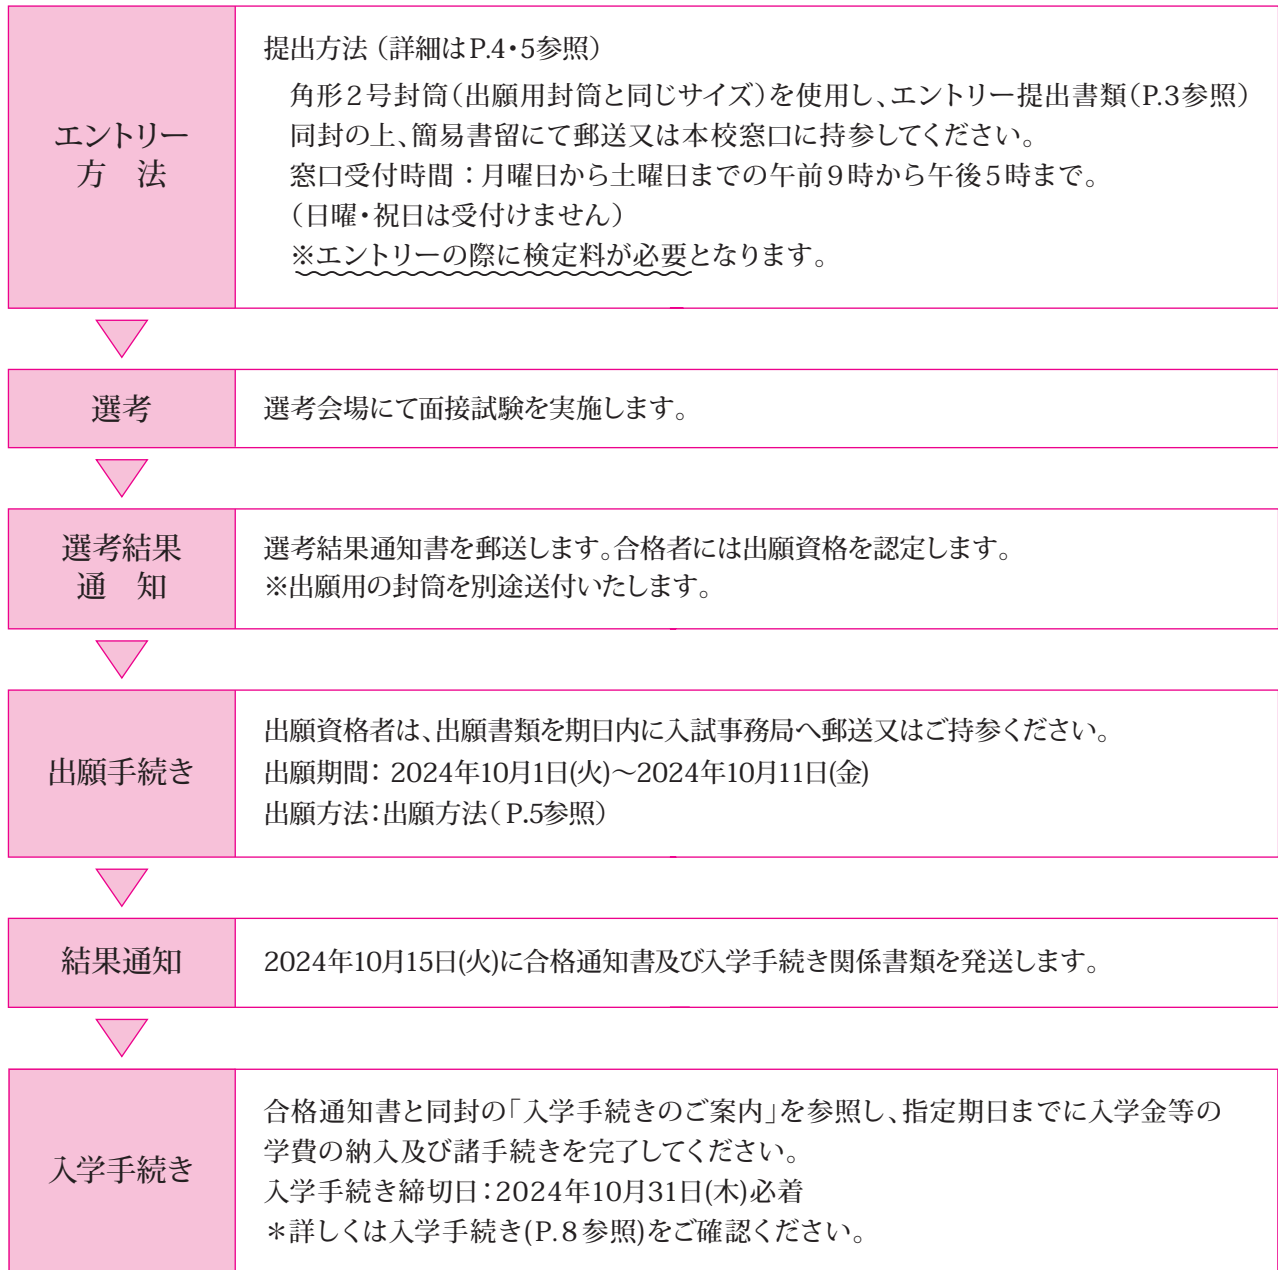 エントリー
方　法
提出方法（詳細はP.4・5参照）
角形２号封筒（出願用封筒と同じサイズ）を使用し、エントリー提出書類（P.3参照）
同封の上、簡易書留にて郵送又は本校窓口に持参してください。
窓口受付時間：月曜日から土曜日までの午前９時から午後５時まで。
（日曜・祝日は受付けません）
※エントリーの際に検定料が必要となります。
選考
選考会場にて面接試験を実施します。
選考結果
通　知
選考結果通知書を郵送します。合格者には出願資格を認定します。
※出願用の封筒を別途送付いたします。
出願手続き
出願資格者は、出願書類を期日内に入試事務局へ郵送又はご持参ください。
出願期間： 2024年10月1日(火)〜2024年10月11日(金)
出願方法：出願方法（P.5参照）
結果通知
2024年10月15日(火)に合格通知書及び入学手続き関係書類を発送します。
入学手続き
合格通知書と同封の「入学手続きのご案内」を参照し、指定期日までに入学金等の
学費の納入及び諸手続きを完了してください。
入学手続き締切日：2024年10月31日(木)必着
＊詳しくは入学手続き(P.８参照)をご確認ください。